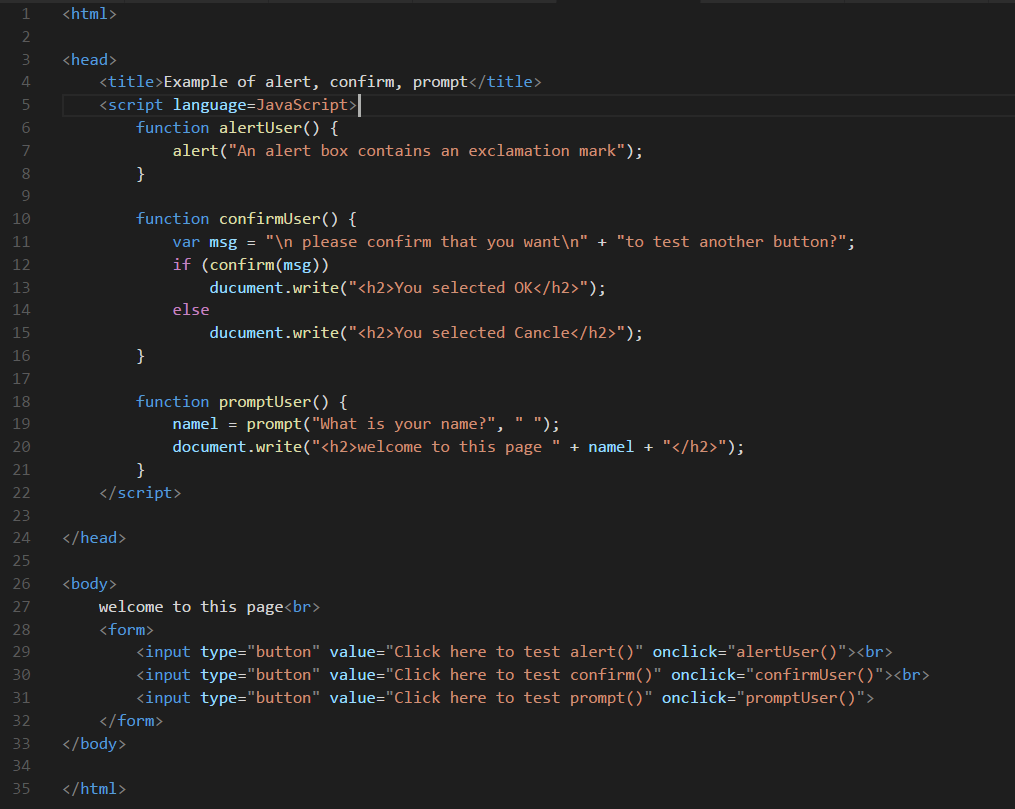 1 <html>
2
3 <head>
4 <title>Example of alert, confirm, prompt</title>
5 <script language=JavaScript>
6 function alertUser() {
7 alert("An alert box contains an exclamation mark");
8 }
9
10 function confirmUser() {
11 var msg = "\n please confirm that you want\n" + "to test another button?";
12 if (confirm(msg))
13 ducument.write("<h2>You selected OK</h2>");
14 else
15 ducument.write("<h2>You selected Cancle</h2>");
16 }
17
18 function promptUser() {
19 namel = prompt("What is your name?", " ");
20 document.write("<h2>welcome to this page " + namel + "</h2>");
21 }
22 </script>
23
24 </head>
25
26 <body>
27 welcome to this page<br>
28 <form>
29 <input type="button" value="Click here to test alert()" onclick="alertUser()"><br>
30 <input type="button" value="Click here to test confirm()" onclick="confirmUser()"><br>
31 <input type="button" value="Click here to test prompt()" onclick="promptUser()">
32 </form>
33 </body>
34
35 </html>